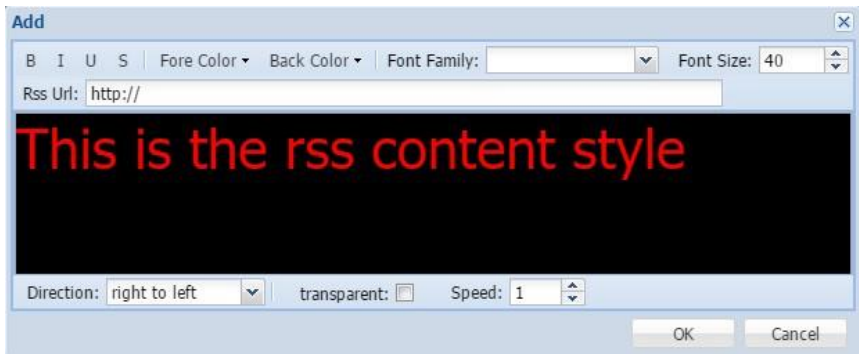 Add
B I U S Fore Color Back Color Font Family: Font Size: 40
Rss Url: http://
This is the rss content style
Direction: right to left transparent: Speed: 1
OK Cancel